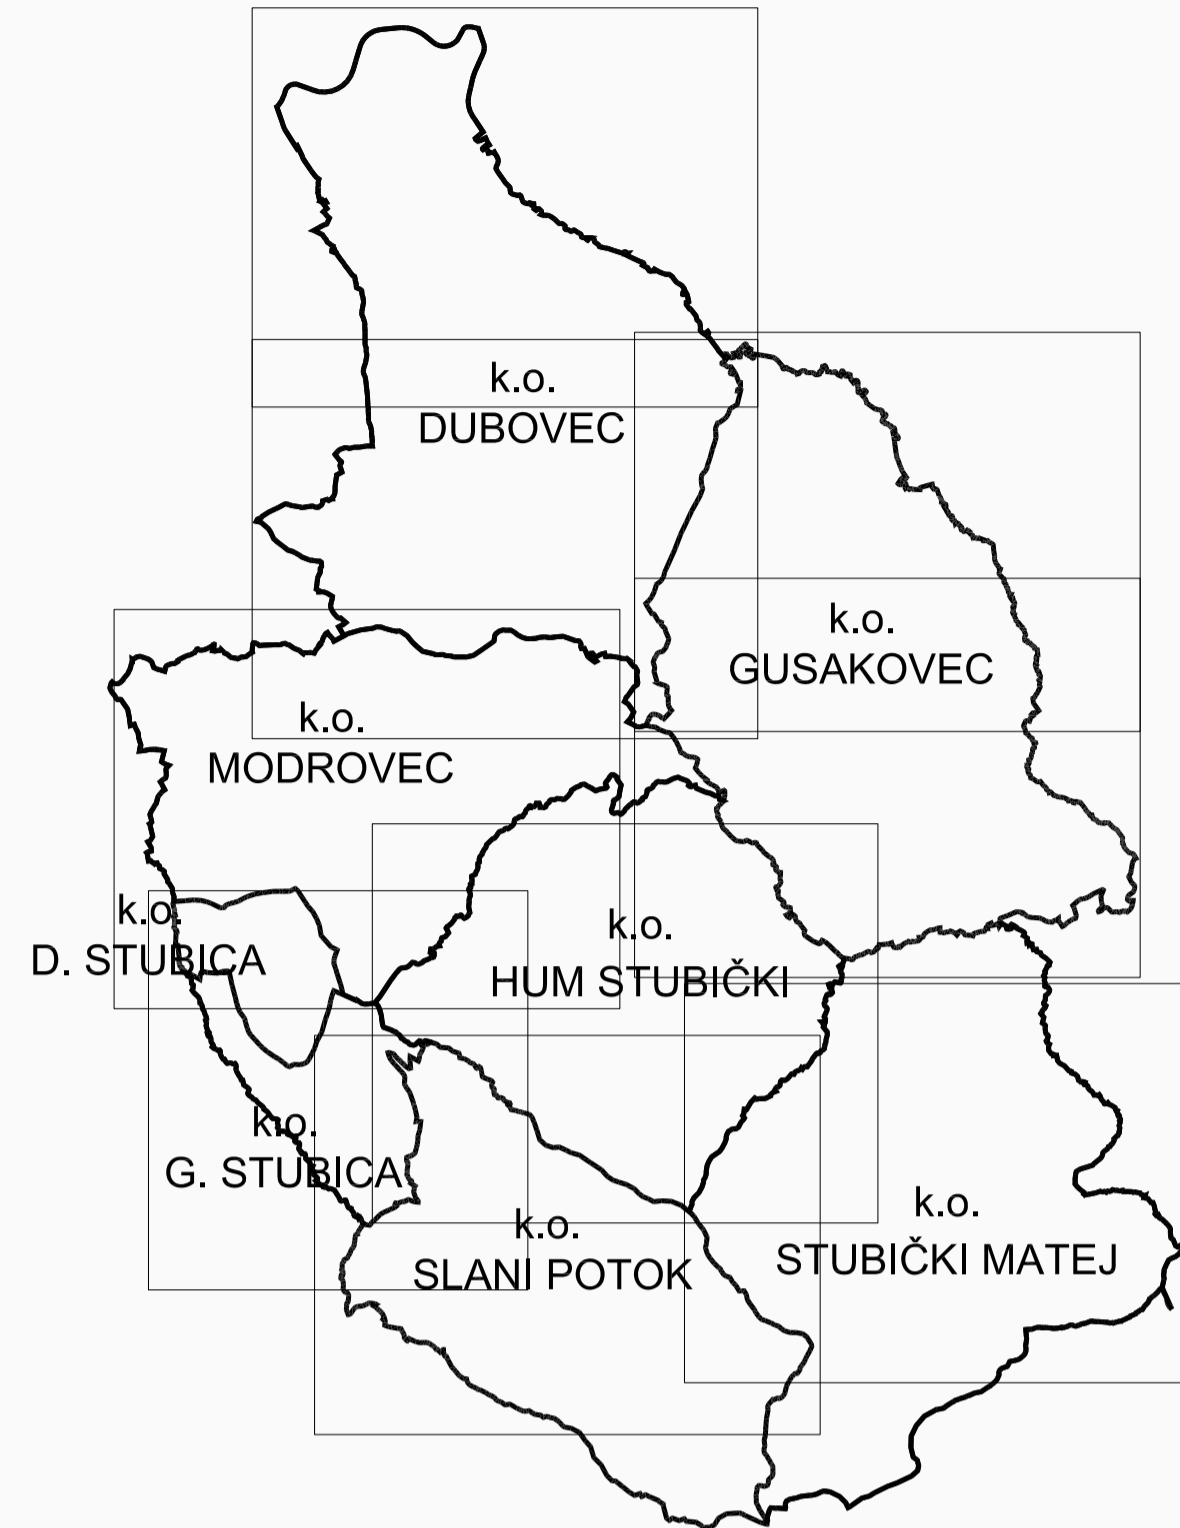 k.o.
DUBOVEC
k.o.
GUSAKOVEC
k.o.
MODROVEC
k.o.
D. STUBICA
k.o.
HUM STUBIČKI
k.o.
G. STUBICA
k.o.
SLANI POTOK
k.o.
STUBIČKI MATEJ